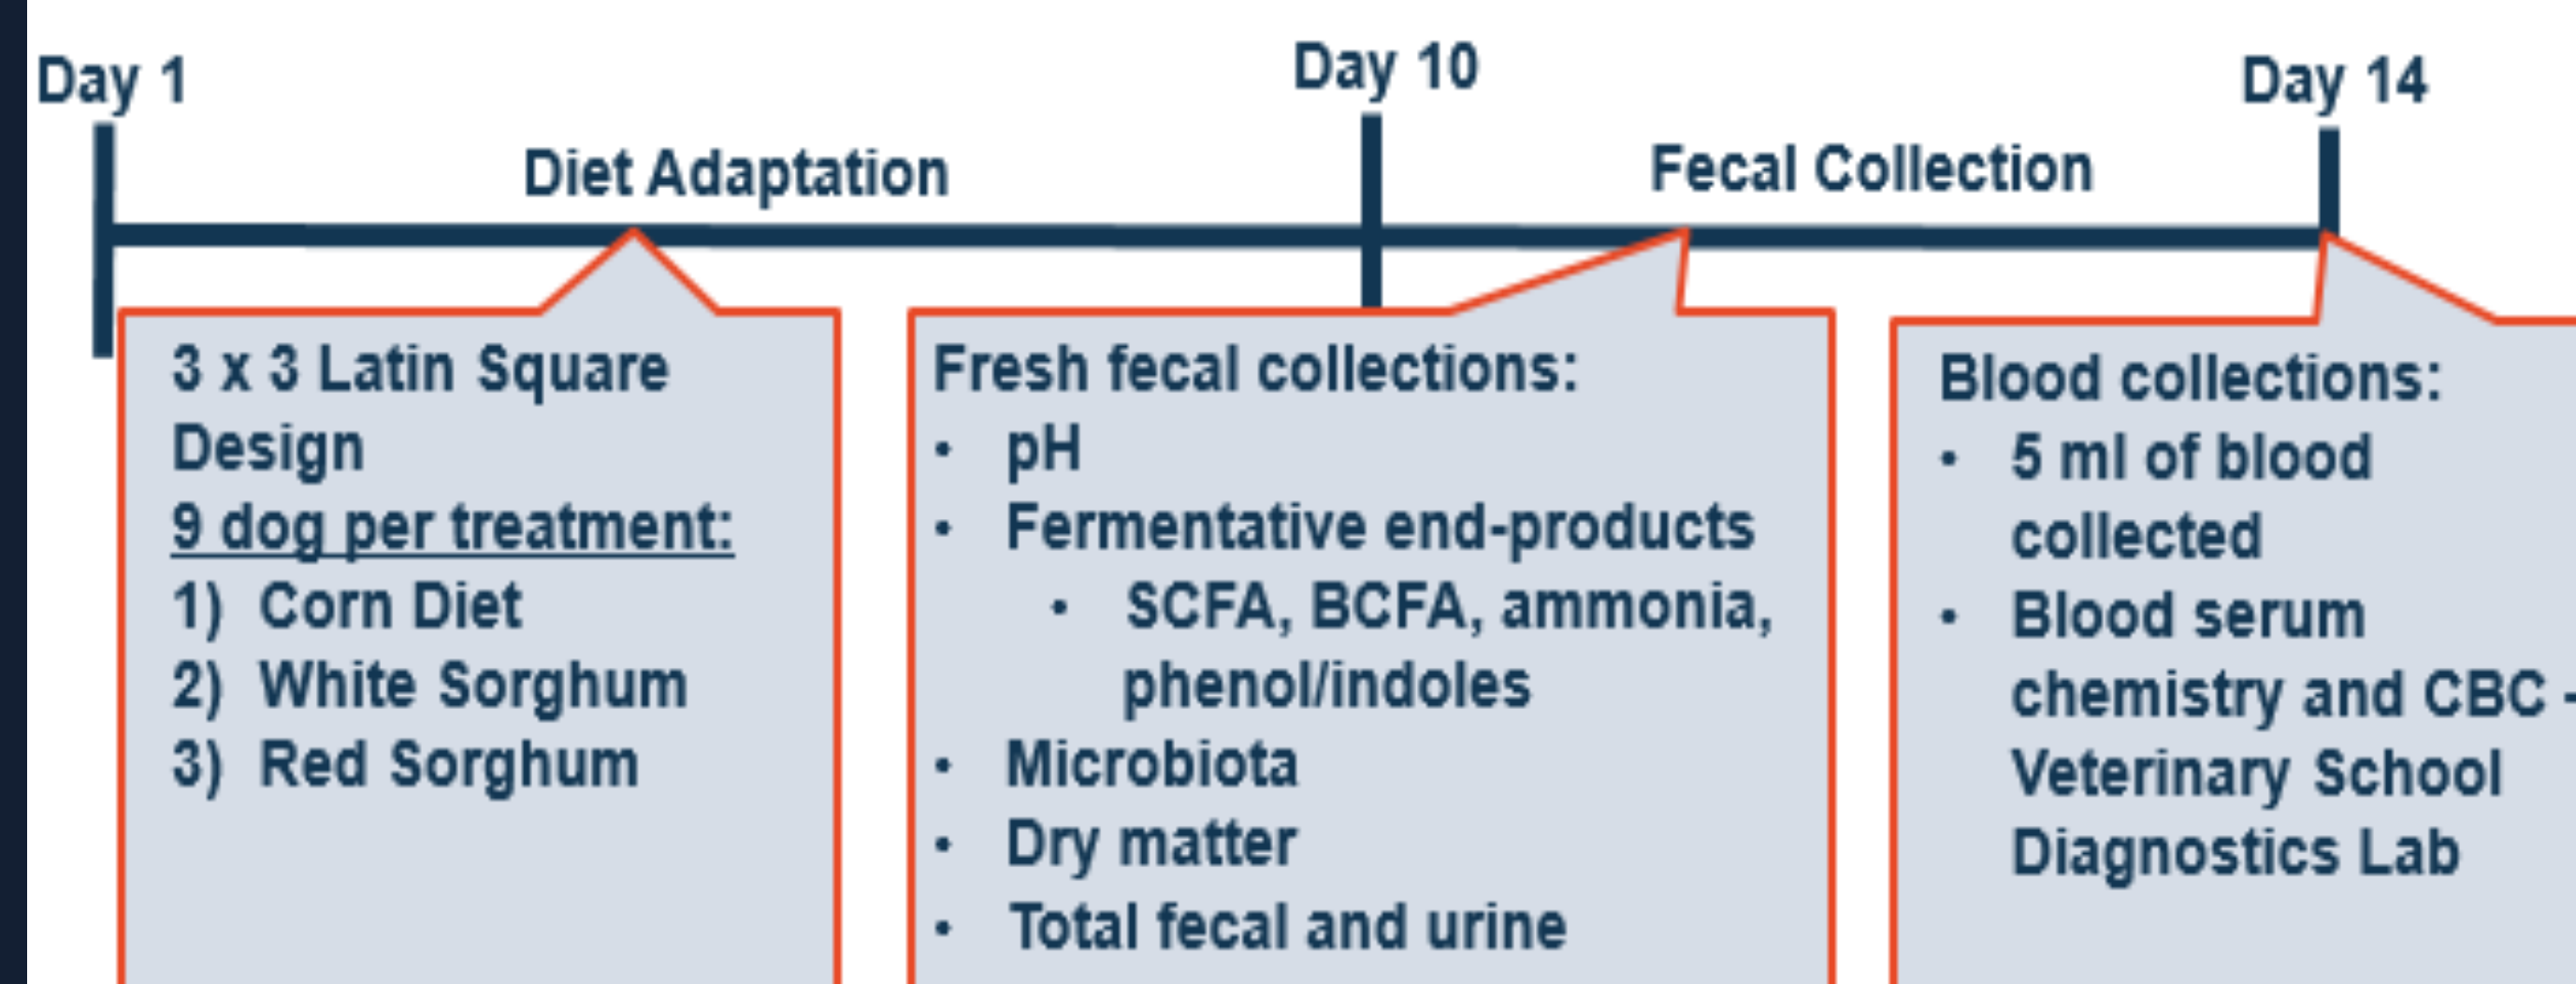 Day 1
Day 10
Day 14
Diet Adaptation
Fecal Collection
3 x 3 Latin Square
Design
9 dog per treatment:
1) Corn Diet
2) White Sorghum
3) Red Sorghum
Fresh fecal collections:
• pH
• Fermentative end-products
• SCFA, BCFA, ammonia,
phenol/indoles
• Microbiota
• Dry matter
• Total fecal and urine
Blood collections:
• 5 ml of blood
collected
• Blood serum
chemistry and CBC -
Veterinary School
Diagnostics Lab